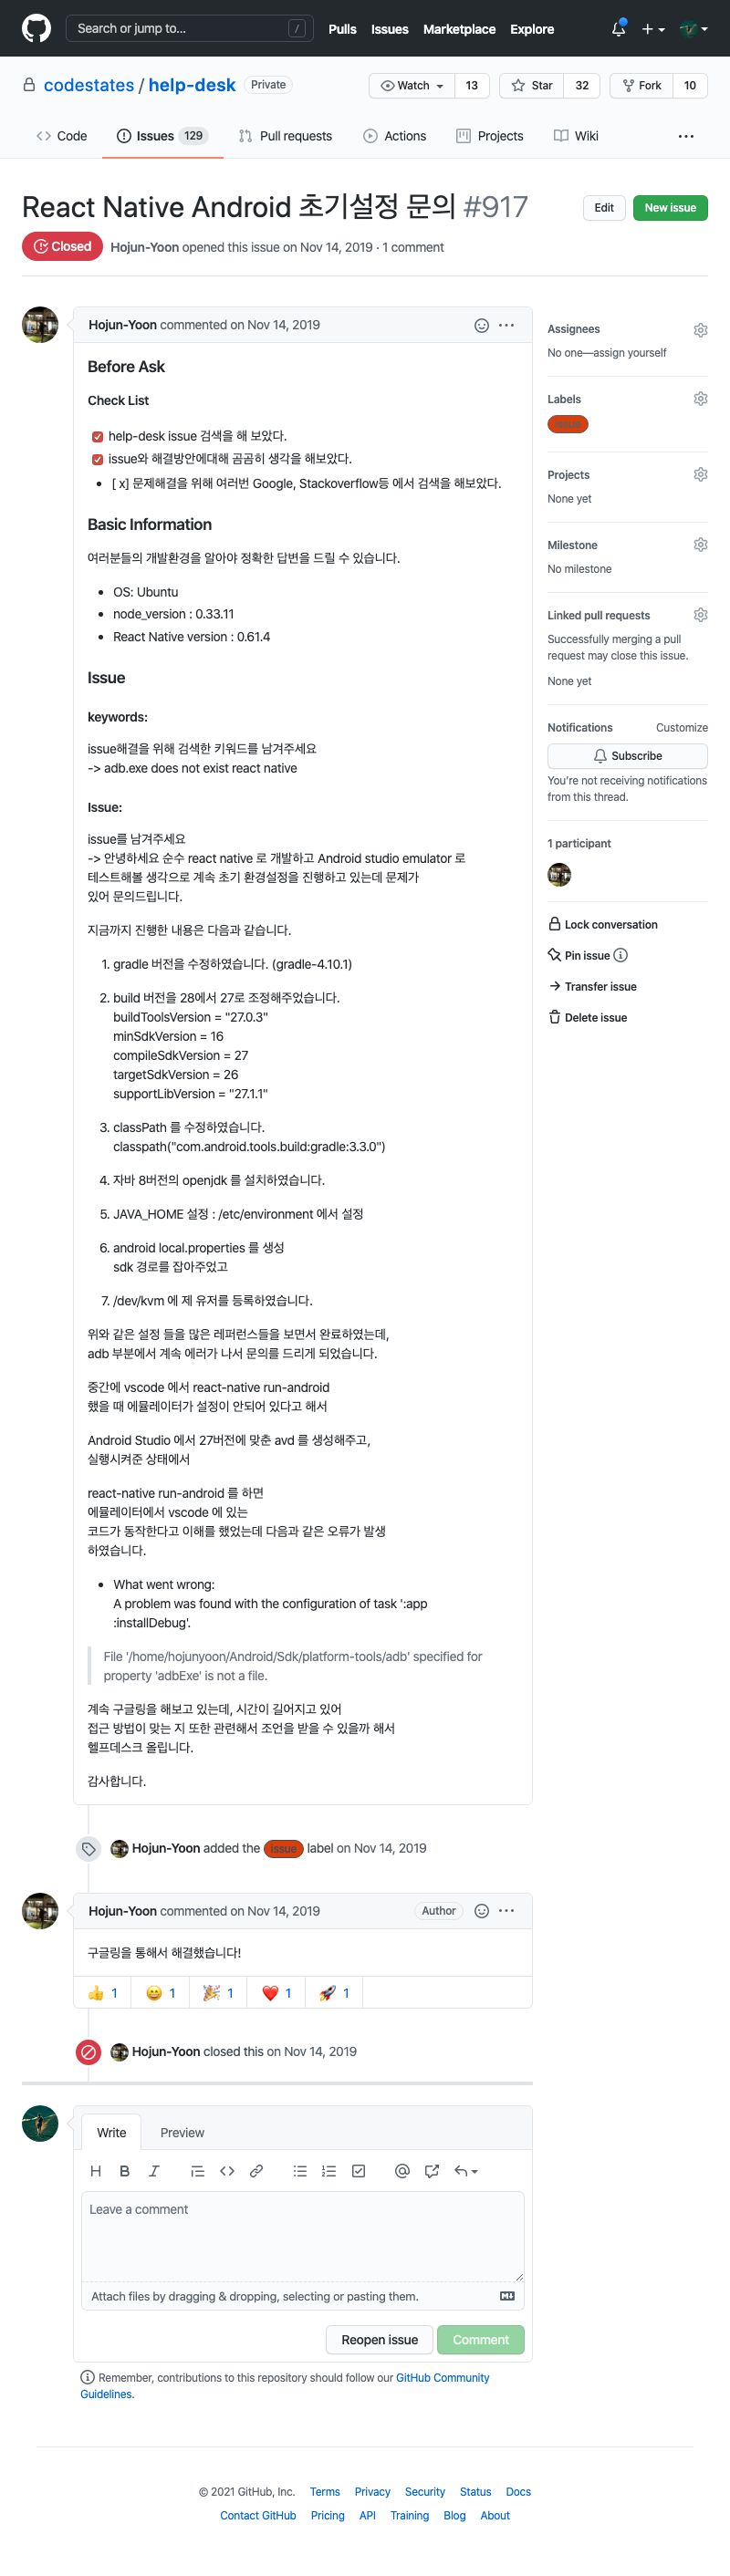 Search or jump to...
/
Pulls Issues Marketplace Explore
codestates / help-desk Private
Watch 13 Star 32 Fork 10
Code Issues 129 Pull requests Actions Projects Wiki
React Native Android 초기설정 문의 #917
Edit New issue
Closed Hojun-Yoon opened this issue on Nov 14, 2019 · 1 comment
Hojun-Yoon commented on Nov 14, 2019
Before Ask
Check List
help-desk issue 검색을 해 보았다.
issue와 해결방안에대해 곰곰히 생각을 해보았다.
• [ x] 문제해결을 위해 여러번 Google, Stackoverflow등 에서 검색을 해보았다.
Basic Information
여러분들의 개발환경을 알아야 정확한 답변을 드릴 수 있습니다.
• OS: Ubuntu
• node_version : 0.33.11
• React Native version : 0.61.4
Issue
keywords:
issue해결을 위해 검색한 키워드를 남겨주세요
-> adb.exe does not exist react native
Issue:
issue를 남겨주세요
-> 안녕하세요 순수 react native 로 개발하고 Android studio emulator 로
테스트해볼 생각으로 계속 초기 환경설정을 진행하고 있는데 문제가
있어 문의드립니다.
지금까지 진행한 내용은 다음과 같습니다.
1. gradle 버전을 수정하였습니다. (gradle-4.10.1)
2. build 버전을 28에서 27로 조정해주었습니다.
buildToolsVersion = "27.0.3"
minSdkVersion = 16
compileSdkVersion = 27
targetSdkVersion = 26
supportLibVersion = "27.1.1"
3. classPath 를 수정하였습니다.
classpath("com.android.tools.build:gradle:3.3.0")
4. 자바 8버전의 openjdk 를 설치하였습니다.
5. JAVA_HOME 설정 : /etc/environment 에서 설정
6. android local.properties 를 생성
sdk 경로를 잡아주었고
7. /dev/kvm 에 제 유저를 등록하였습니다.
위와 같은 설정 들을 많은 레퍼런스들을 보면서 완료하였는데,
adb 부분에서 계속 에러가 나서 문의를 드리게 되었습니다.
중간에 vscode 에서 react-native run-android
했을 때 에뮬레이터가 설정이 안되어 있다고 해서
Android Studio 에서 27버전에 맞춘 avd 를 생성해주고,
실행시켜준 상태에서
react-native run-android 를 하면
에뮬레이터에서 vscode 에 있는
코드가 동작한다고 이해를 했었는데 다음과 같은 오류가 발생
하였습니다.
• What went wrong:
A problem was found with the configuration of task ':app
:installDebug'.
File '/home/hojunyoon/Android/Sdk/platform-tools/adb' specified for
property 'adbExe' is not a file.
계속 구글링을 해보고 있는데, 시간이 길어지고 있어
접근 방법이 맞는 지 또한 관련해서 조언을 받을 수 있을까 해서
헬프데스크 올립니다.
감사합니다.
Hojun-Yoon added the issue label on Nov 14, 2019
Hojun-Yoon commented on Nov 14, 2019 Author
구글링을 통해서 해결했습니다!
1 1 1 1 1
Hojun-Yoon closed this on Nov 14, 2019
Write Preview
Leave a comment
Attach files by dragging & dropping, selecting or pasting them.
Reopen issue Comment
Remember, contributions to this repository should follow our GitHub Community
Guidelines.
Assignees
No one—assign yourself
Labels
issue
Projects
None yet
Milestone
No milestone
Linked pull requests
Successfully merging a pull
request may close this issue.
None yet
Notifications Customize
Subscribe
You're not receiving notifications
from this thread.
1 participant
Lock conversation
Pin issue
Transfer issue
Delete issue
© 2021 GitHub, Inc. Terms Privacy Security Status Docs
Contact GitHub Pricing API Training Blog About